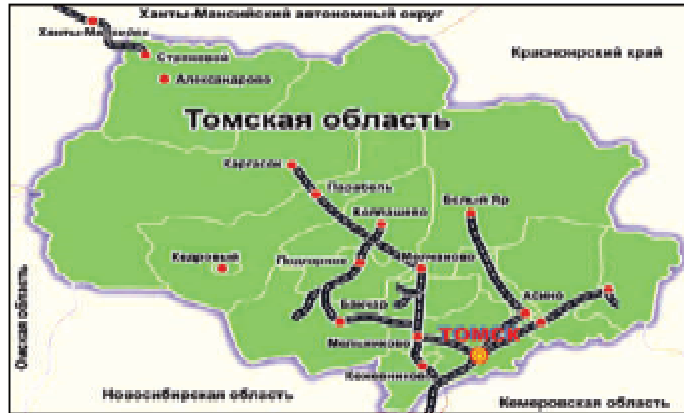 Ханты-Мансийский автономный округ
Ханты-Мансийск
Красноярский край
Стрежевой
Александрово
Томская область
Каргасок
Парабель
Белый Яр
Колпашево
Кедровый
Подгорное
Молчаново
Бакчар
Асино
Омская область
ТОМСК
Мельниково
Кожевниково
Новосибирская область
Кемеровская область